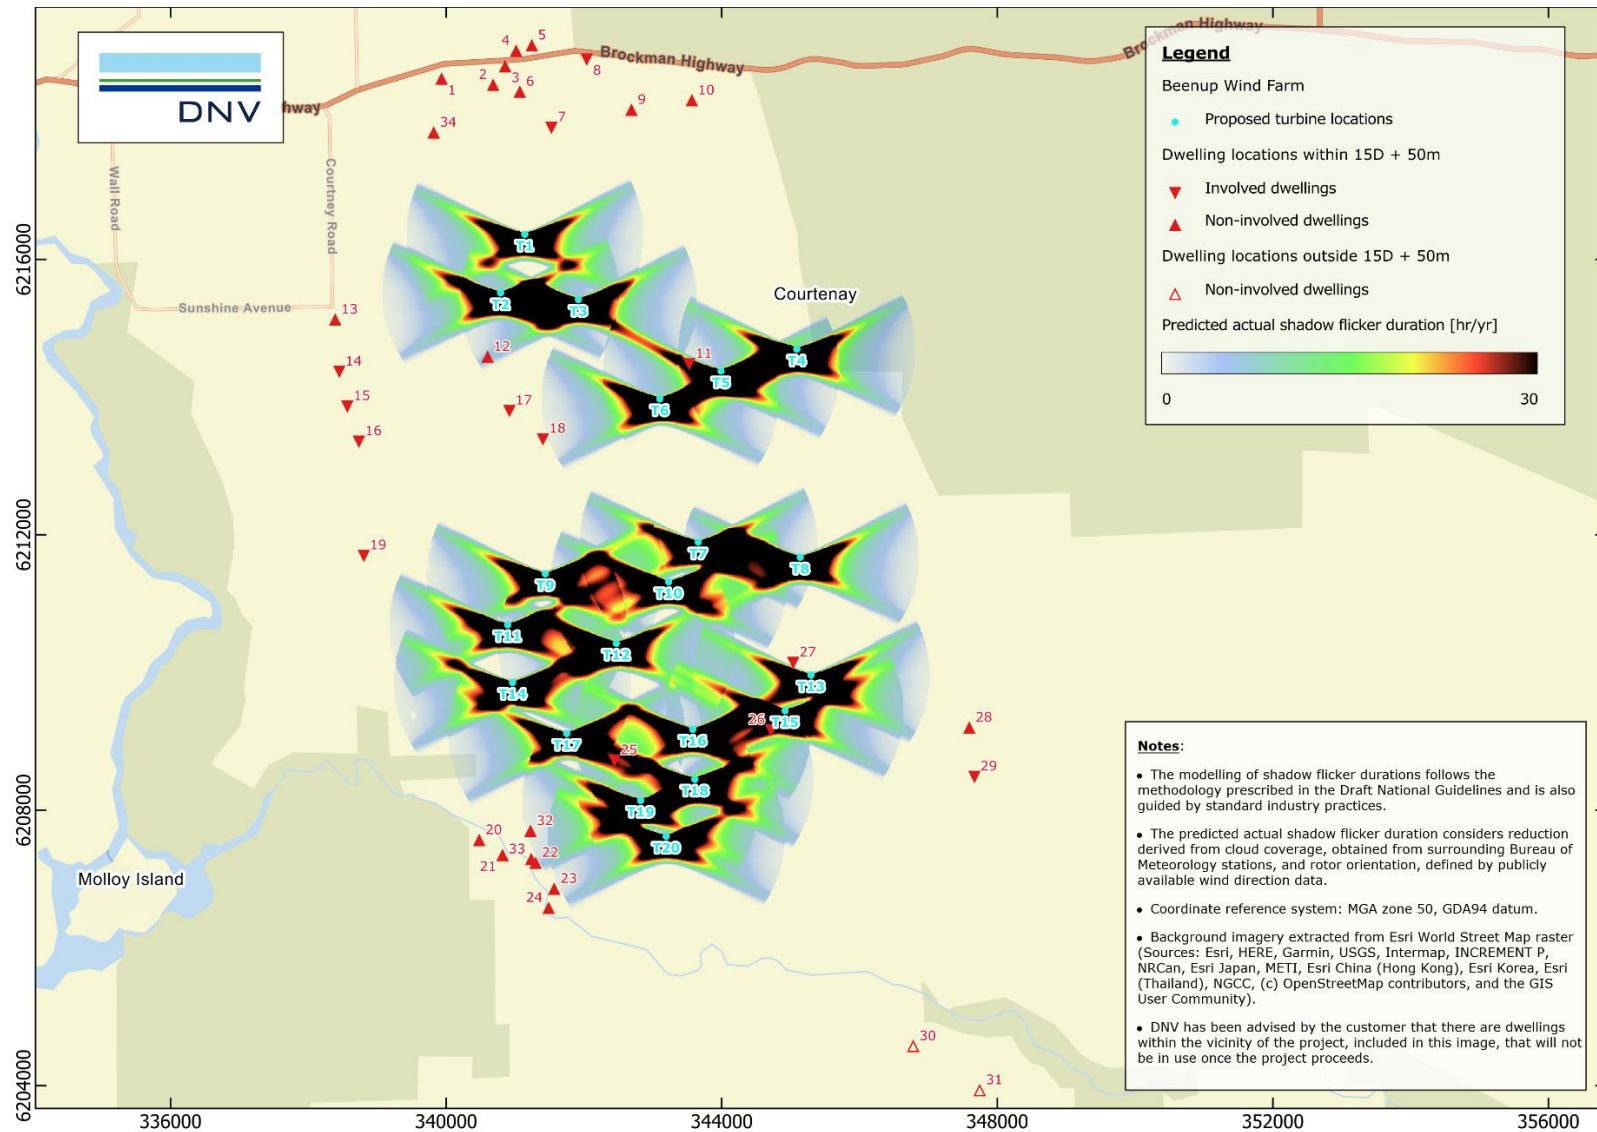 DNV
Brockman Highway
Brockman Highway
hway
Wall Road
Courtney Road
Sunshine Avenue
Courtenay
Molloy Island
1
2
3
4
5
6
7
8
9
10
34
11
12
13
14
15
16
17
18
19
20
21
22
23
24
25
26
27
28
29
30
31
32
33
T1
T2
T3
T4
T5
T6
T7
T8
T9
T10
T11
T12
T13
T14
T15
T16
T17
T18
T19
T20
6216000
6212000
6208000
6204000
336000
340000
344000
348000
352000
356000
Legend
Beenup Wind Farm
Proposed turbine locations
Dwelling locations within 15D + 50m
Involved dwellings
Non-involved dwellings
Dwelling locations outside 15D + 50m
Non-involved dwellings
Predicted actual shadow flicker duration [hr/yr]
0 30
Notes:
• The modelling of shadow flicker durations follows the
methodology prescribed in the Draft National Guidelines and is also
guided by standard industry practices.
• The predicted actual shadow flicker duration considers reduction
derived from cloud coverage, obtained from surrounding Bureau of
Meteorology stations, and rotor orientation, defined by publicly
available wind direction data.
• Coordinate reference system: MGA zone 50, GDA94 datum.
• Background imagery extracted from Esri World Street Map raster
(Sources: Esri, HERE, Garmin, USGS, Intermap, INCREMENT P,
NRCan, Esri Japan, METI, Esri China (Hong Kong), Esri Korea, Esri
(Thailand), NGCC, (c) OpenStreetMap contributors, and the GIS
User Community).
• DNV has been advised by the customer that there are dwellings
within the vicinity of the project, included in this image, that will not
be in use once the project proceeds.